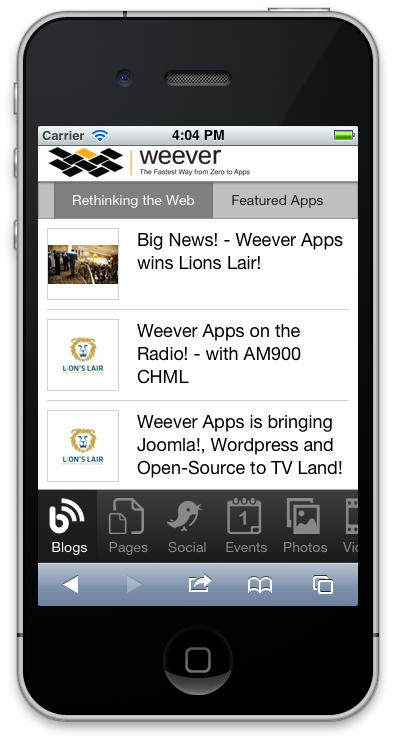 Carrier 4:04 PM
weever
The Fastest Way from Zero to Apps
Rethinking the Web Featured Apps
Big News! - Weever Apps
wins Lions Lair!
LION'S LAIR
Weever Apps on the
Radio! - with AM900
CHML
LION'S LAIR
Weever Apps is bringing
Joomla!, Wordpress and
Open-Source to TV Land!
1
Blogs Pages Social Events Photos Vic